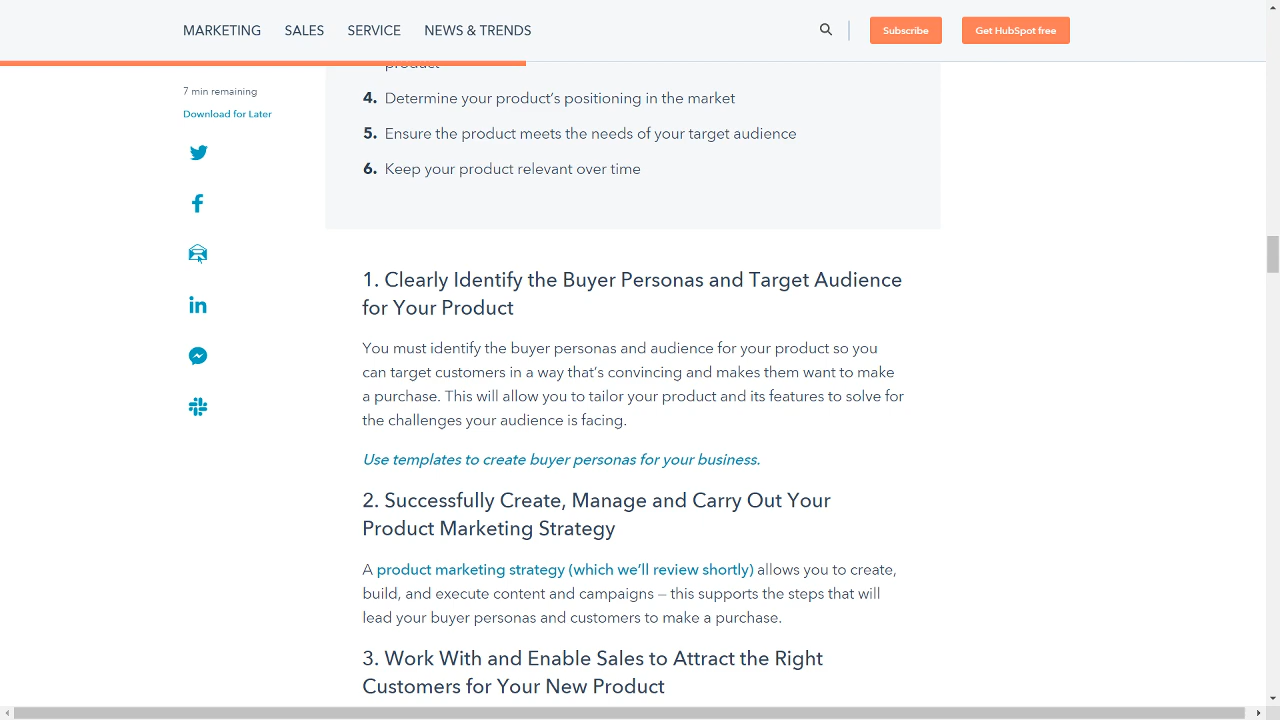 MARKETING SALES SERVICE NEWS & TRENDS Subscribe Get HubSpot free
7 min remaining
Download for Later
product
4. Determine your product's positioning in the market
5. Ensure the product meets the needs of your target audience
6. Keep your product relevant over time
1. Clearly Identify the Buyer Personas and Target Audience
for Your Product
You must identify the buyer personas and audience for your product so you
can target customers in a way that's convincing and makes them want to make
a purchase. This will allow you to tailor your product and its features to solve for
the challenges your audience is facing.
Use templates to create buyer personas for your business.
2. Successfully Create, Manage and Carry Out Your
Product Marketing Strategy
A product marketing strategy (which we'll review shortly) allows you to create,
build, and execute content and campaigns – this supports the steps that will
lead your buyer personas and customers to make a purchase.
3. Work With and Enable Sales to Attract the Right
Customers for Your New Product